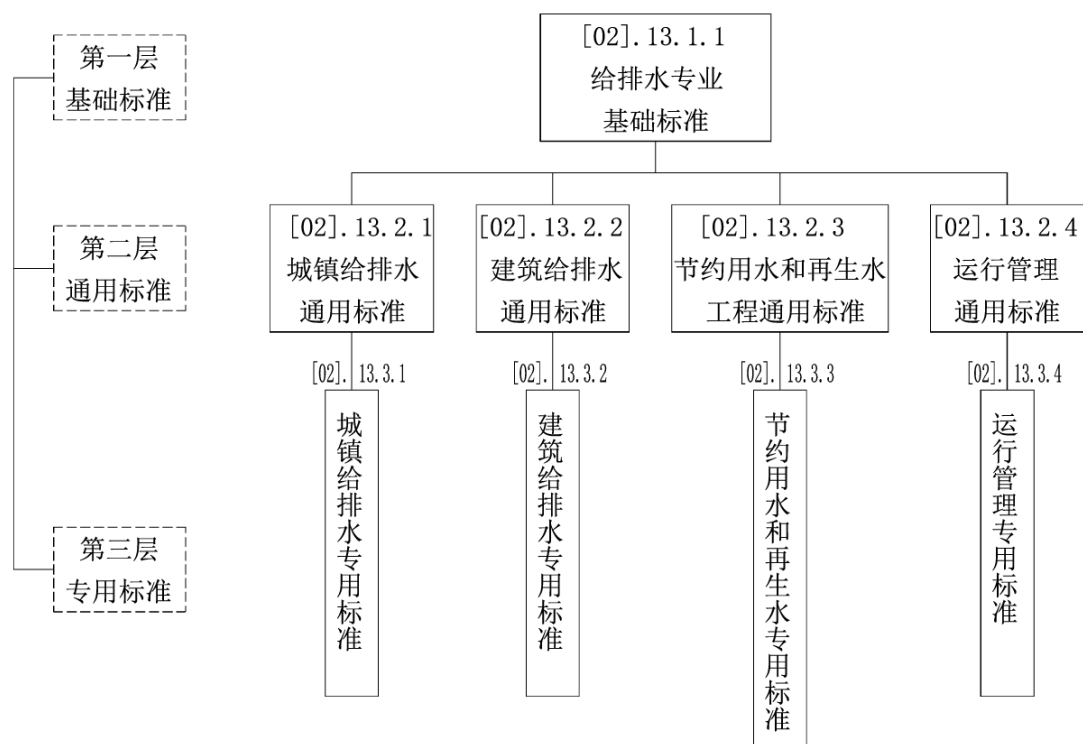 第一层
基础标准
[02].13.1.1
给排水专业
基础标准
第二层
通用标准
[02].13.2.1
城镇给排水
通用标准
[02].13.2.2
建筑给排水
通用标准
[02].13.2.3
节约用水和再生水
工程通用标准
[02].13.2.4
运行管理
通用标准
第三层
专用标准
[02]. 13.3.1
城镇给排水专用标准
[02]. 13.3.2
建筑给排水专用标准
[02]. 13.3.3
节约用水和再生水专用标准
[02]. 13.3.4
运行管理专用标准